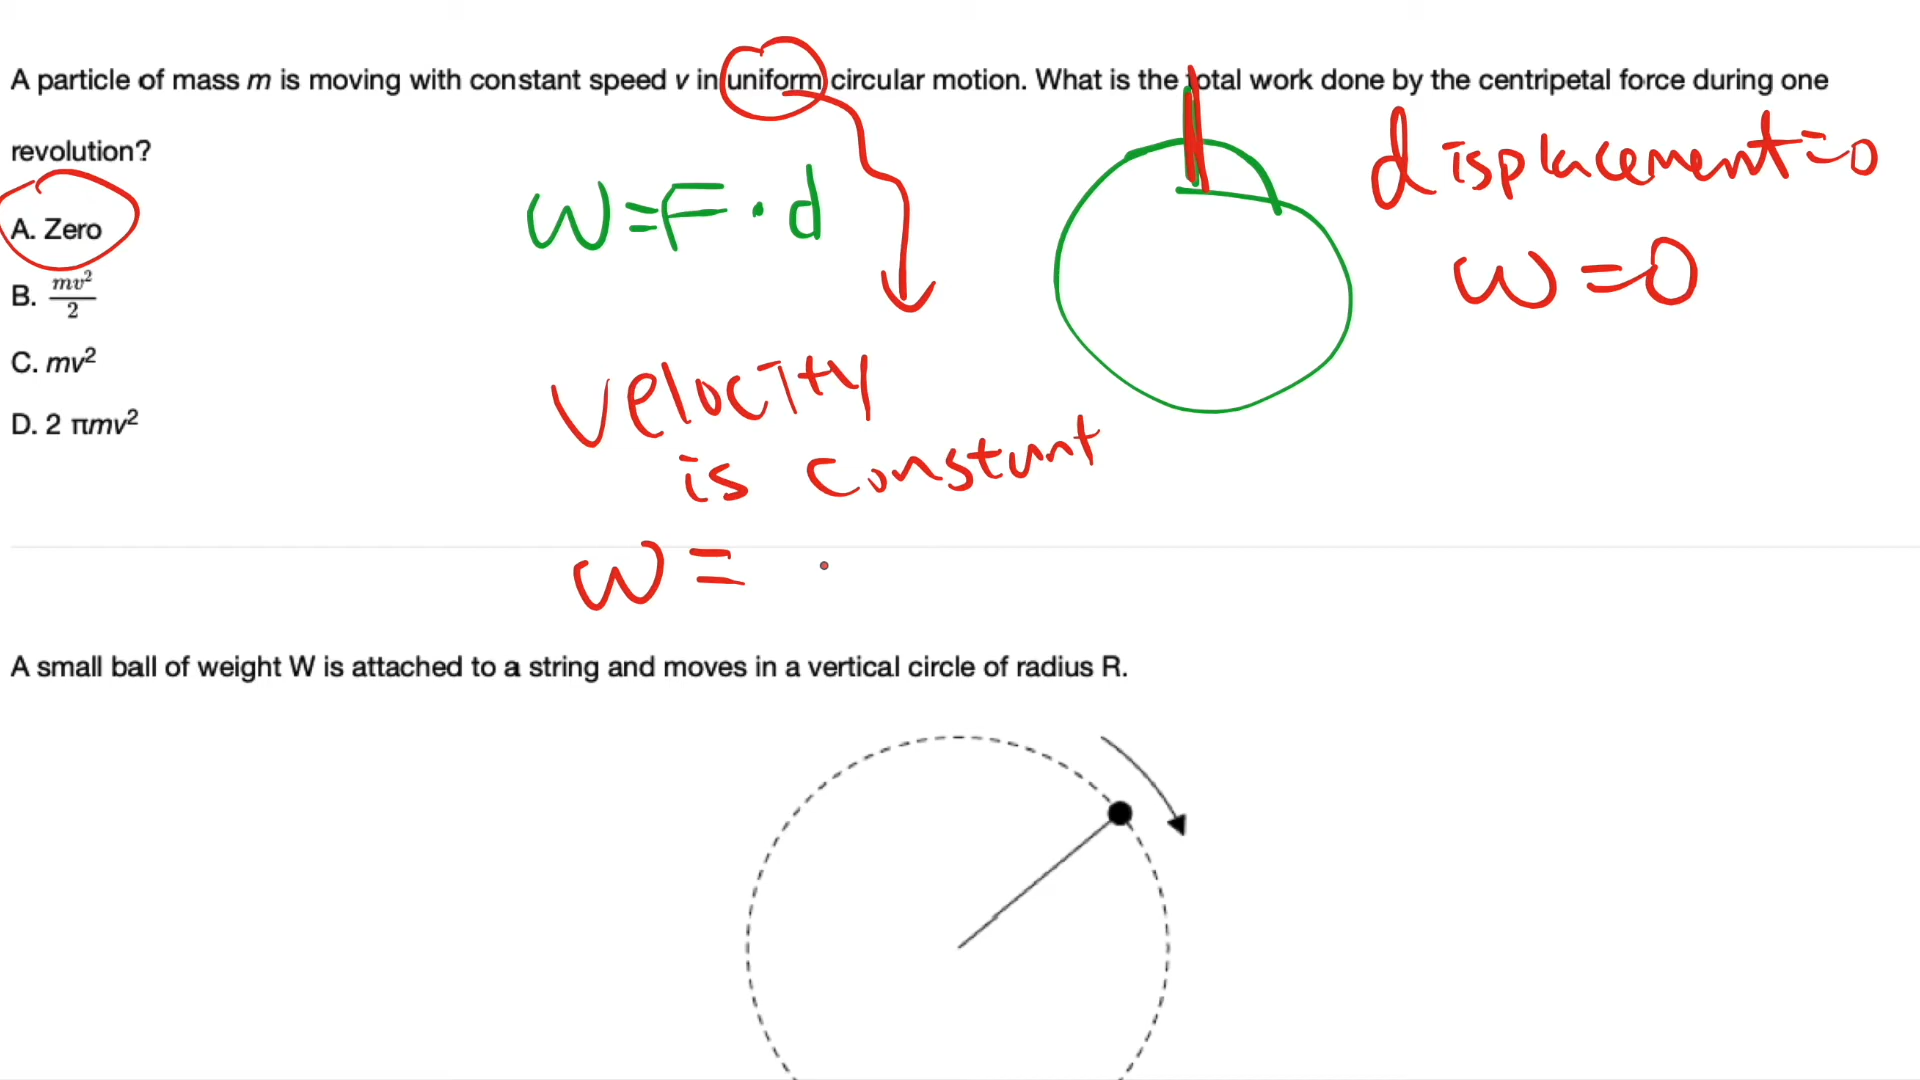 A particle of mass m is moving with constant speed v in uniform circular motion. What is the total work done by the centripetal force during one
revolution?
A. Zero
B. mv²/2
C. mv²
D. 2 πmv²
W=F·d
displacement=0
W=0
velocity
is constant
W=
A small ball of weight W is attached to a string and moves in a vertical circle of radius R.